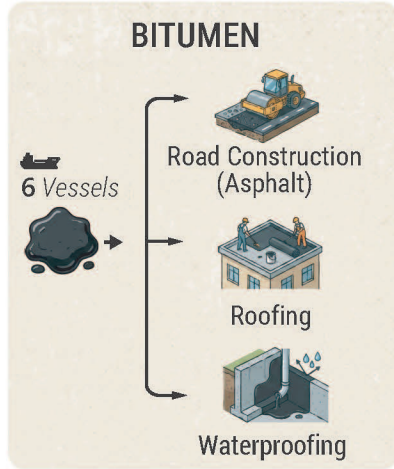 BITUMEN
6 Vessels
Road Construction
(Asphalt)
Roofing
Waterproofing